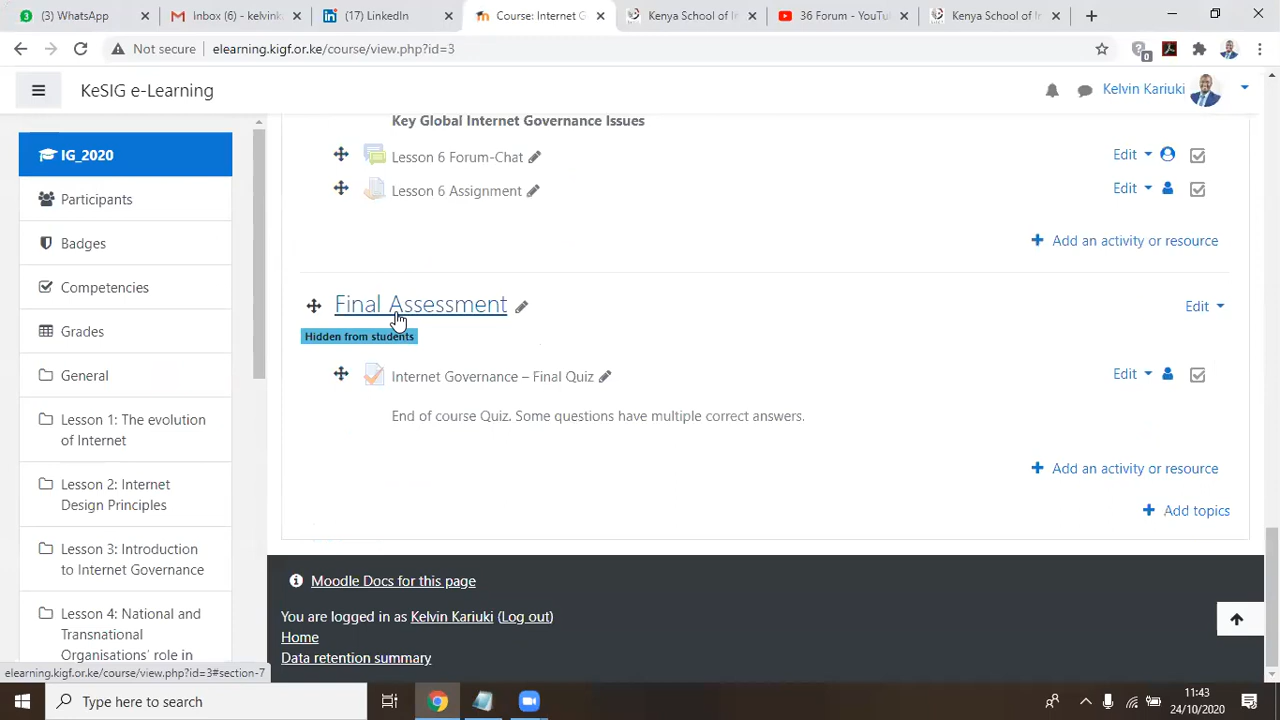 (3) WhatsApp
Inbox (6) - kelvink
(17) LinkedIn
Course: Internet G
Kenya School of In
36 Forum - YouTu
Kenya School of Ir
Not secure
elearning.kigf.or.ke/course/view.php?id=3
0
KeSIG e-Learning
Kelvin Kariuki
IG_2020
Participants
Badges
Competencies
Grades
General
Lesson 1: The evolution
of Internet
Lesson 2: Internet
Design Principles
Lesson 3: Introduction
to Internet Governance
Lesson 4: National and
Transnational
Organisations' role in
Key Global Internet Governance Issues
Lesson 6 Forum-Chat
Edit
Lesson 6 Assignment
Edit
Add an activity or resource
Final Assessment
Edit
Hidden from students
Internet Governance – Final Quiz
Edit
End of course Quiz. Some questions have multiple correct answers.
Add an activity or resource
Add topics
Moodle Docs for this page
You are logged in as Kelvin Kariuki (Log out)
Home
Data retention summary
elearning.kigf.or.ke/course/view.php?id=3#section-7
Type here to search
11:43
24/10/2020